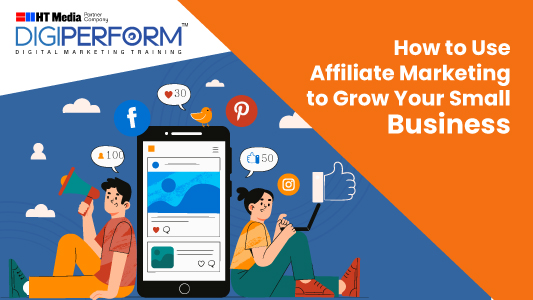 HT Media Partner
Company
DIGIPERFORM™
DIGITAL MARKETING TRAINING
How to Use
Affiliate Marketing
to Grow Your Small
Business
30
100
50